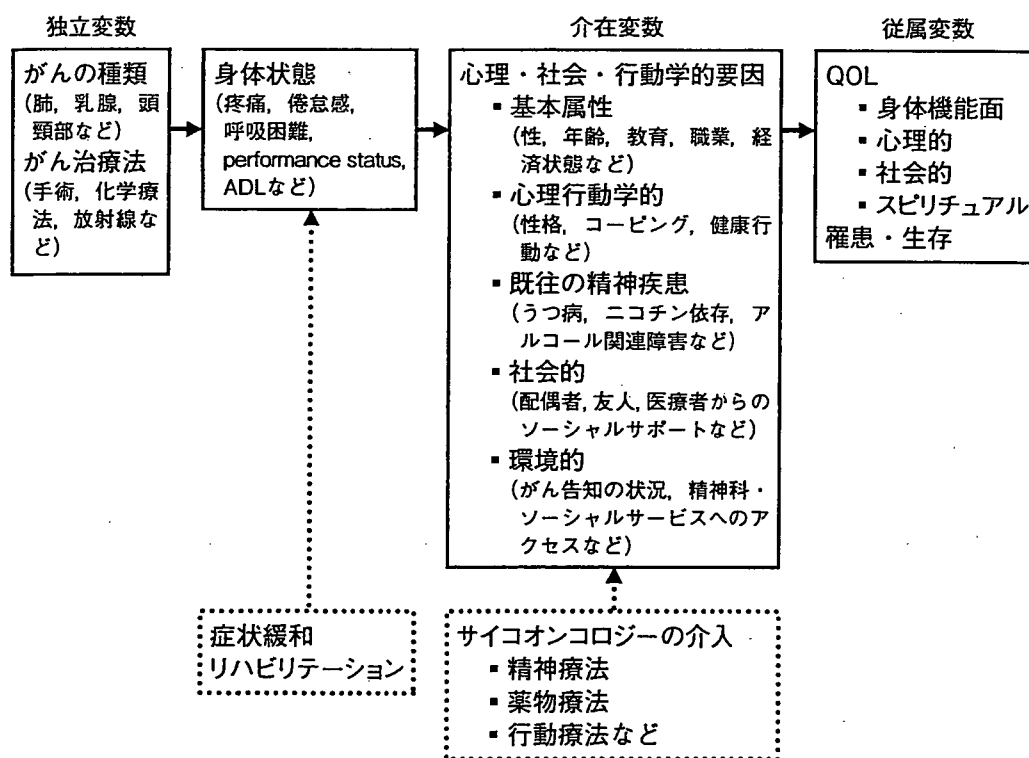 独立変数
がんの種類
(肺, 乳腺, 頭
頸部など)
がん治療法
(手術, 化学療
法, 放射線な
ど)
身体状態
(疼痛, 倦怠感,
呼吸困難,
performance status,
ADLなど)
介在変数
心理・社会・行動学的要因
▪ 基本属性
(性, 年齢, 教育, 職業, 経
済状態など)
▪ 心理行動学的
(性格, コーピング, 健康行
動など)
▪ 既往の精神疾患
(うつ病, ニコチン依存, ア
ルコール関連障害など)
▪ 社会的
(配偶者, 友人, 医療者からの
ソーシャルサポートなど)
▪ 環境的
(がん告知の状況, 精神科・
ソーシャルサービスへのア
クセスなど)
従属変数
QOL
▪ 身体機能面
▪ 心理的
▪ 社会的
▪ スピリチュアル
罹患・生存
症状緩和
リハビリテーション
サイコオンコロジーの介入
▪ 精神療法
▪ 薬物療法
▪ 行動療法など